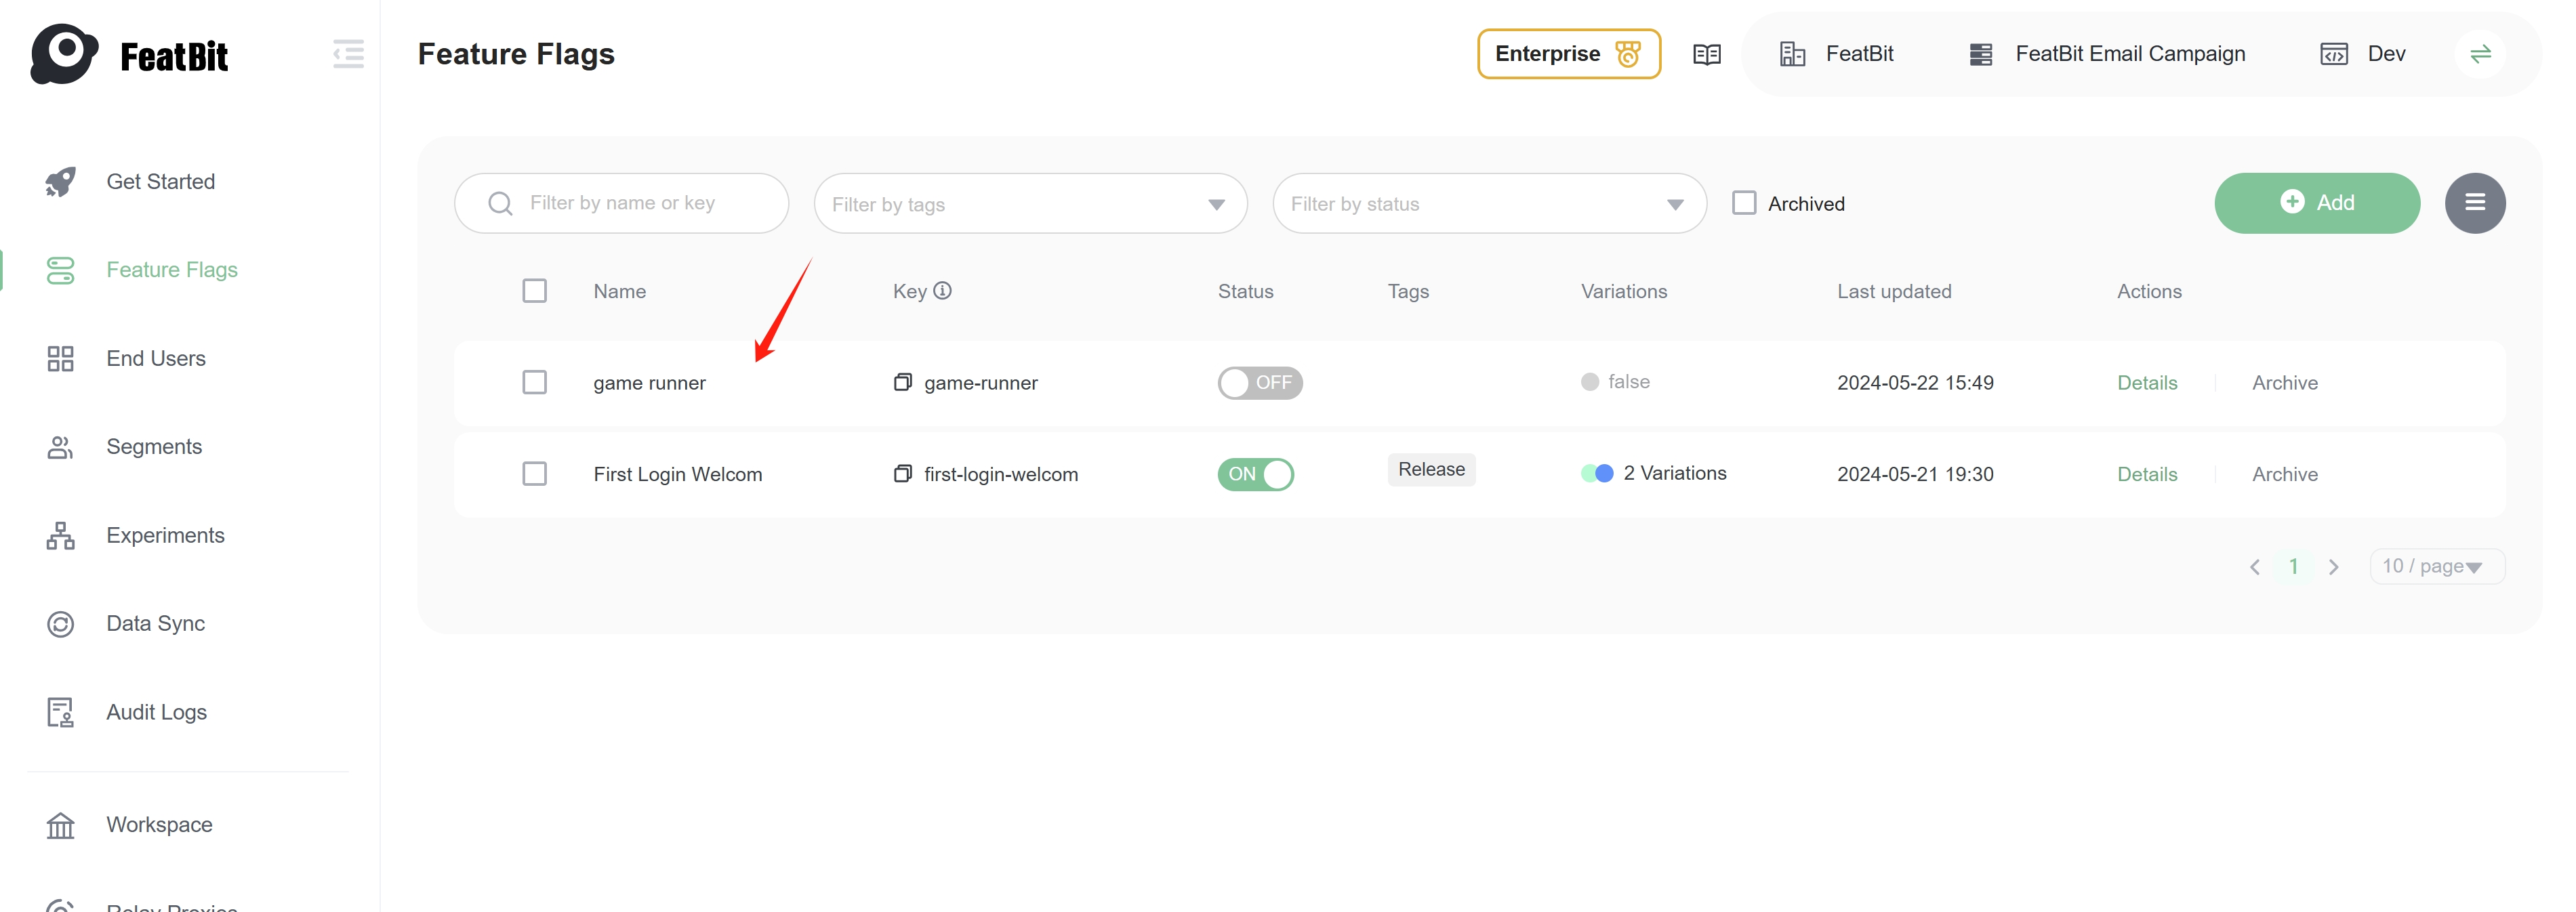 FeatBit
Feature Flags
Enterprise
FeatBit
FeatBit Email Campaign
Dev
Get Started
Feature Flags
End Users
Segments
Experiments
Data Sync
Audit Logs
Workspace
Relay Proxies
Filter by name or key
Filter by tags
Filter by status
Archived
Add
Name Key Status Tags Variations Last updated Actions
game runner game-runner OFF false 2024-05-22 15:49 Details Archive
First Login Welcom first-login-welcom ON Release 2 Variations 2024-05-21 19:30 Details Archive
1 10 / page